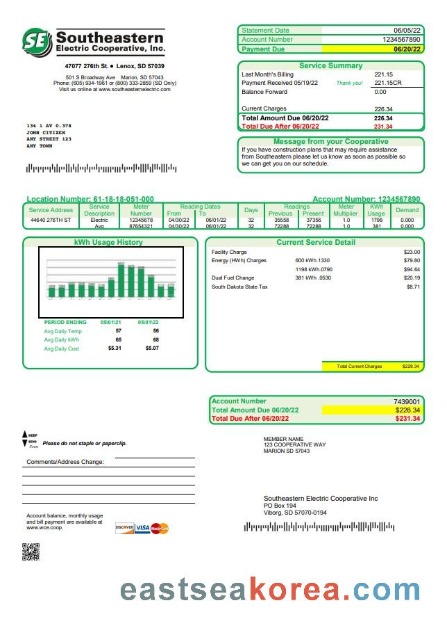 SE Southeastern
Electric Cooperative, Inc.
47077 276th St. ● Lenox, SD 57039
501 S Broadway Ave Marion, SD 57043
Phone: (605) 934-1961 or (800) 333-2859 (SD Only)
Visit us online at www.southeasternelectric.com
Statement Date 06/05/22
Account Number 1234567890
Payment Due 06/20/22
Service Summary
Last Month's Billing 221.15
Payment Received 05/19/22 Thank you! 221.15CR
Balance Forward 0.00
Current Charges 226.34
Total Amount Due 06/20/22 226.34
Total Due After 06/20/22 231.34
Message from your Cooperative
If you have construction plans that may require assistance
from Southeastern please let us know as soon as possible so
we can get you on our schedule.
134 1 AV 0.378
JOHN CITIZEN
ANY STREET 123
ANY TOWN
Location Number: 61-18-18-051-000 Account Number: 1234567890
Service Address Service Description Meter Number Reading Dates From To Days Readings Previous Present Meter Multiplier KWh Usage Demand
44640 276TH ST Electric 12345678 04/30/22 06/01/22 32 35558 37356 1.0 1798 0.000
87654321 04/30/22 06/01/22 32 72288 1.0 381 0.000
kWh Usage History
PERIOD ENDING
Avg Daily Temp 57 56
Avg Daily kWh 65 68
Avg Daily Cost $5.31 $5.07
Current Service Detail
Facility Charge $23.00
Energy (KWH) Charges 600 kWh .1330 $79.80
1198 kWh .0790 $94.64
Dual Fuel Change 381 kWh .0530 $20.19
South Dakota State Tax $8.71
Total Current Charges $226.34
Account Number 7439001
Total Amount Due 06/20/22 $226.34
Total Due After 06/20/22 $231.34
KEEP
SEND
Please do not staple or paperclip.
Comments/Address Change:
MEMBER NAME
123 COOPERATIVE WAY
MARION SD 57043
Account balance, monthly usage
and bill payment are available at
www.wce.coop.
DISCOVER VISA MasterCard
Southeastern Electric Cooperative Inc
PO Box 194
Viborg, SD 57070-0194
eastseakorea.com